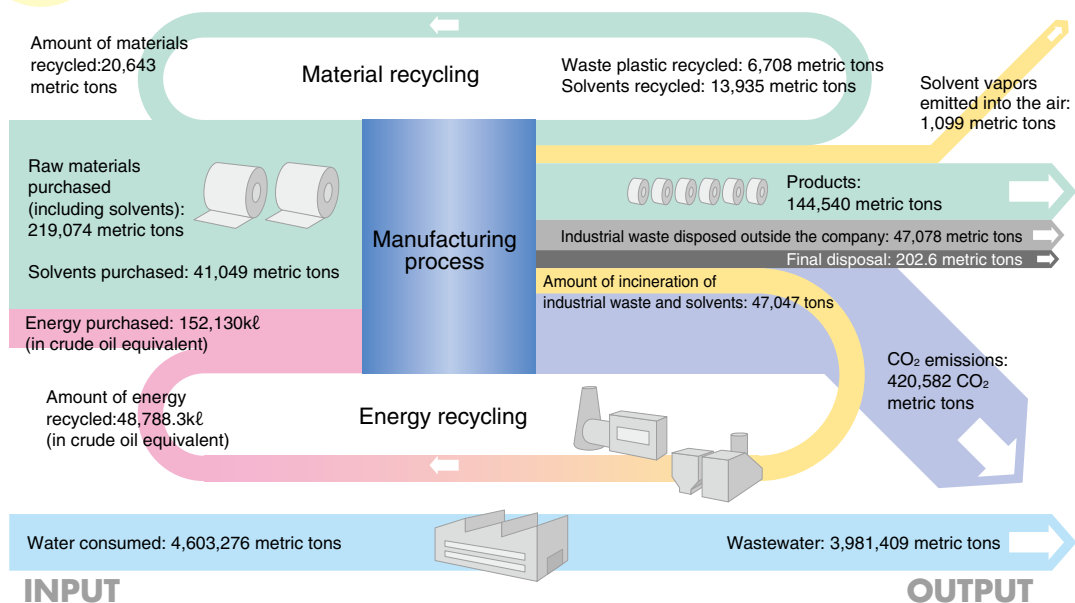 Amount of materials
recycled:20,643
metric tons
Material recycling
Waste plastic recycled: 6,708 metric tons
Solvents recycled: 13,935 metric tons
Solvent vapors
emitted into the air:
1,099 metric tons
Raw materials
purchased
(including solvents):
219,074 metric tons
Solvents purchased: 41,049 metric tons
Manufacturing
process
Products:
144,540 metric tons
Industrial waste disposed outside the company: 47,078 metric tons
Final disposal: 202.6 metric tons
Amount of incineration of
industrial waste and solvents: 47,047 tons
Energy purchased: 152,130kℓ
(in crude oil equivalent)
CO₂ emissions:
420,582 CO₂
metric tons
Amount of energy
recycled:48,788.3kℓ
(in crude oil equivalent)
Energy recycling
Water consumed: 4,603,276 metric tons
Wastewater: 3,981,409 metric tons
INPUT
OUTPUT